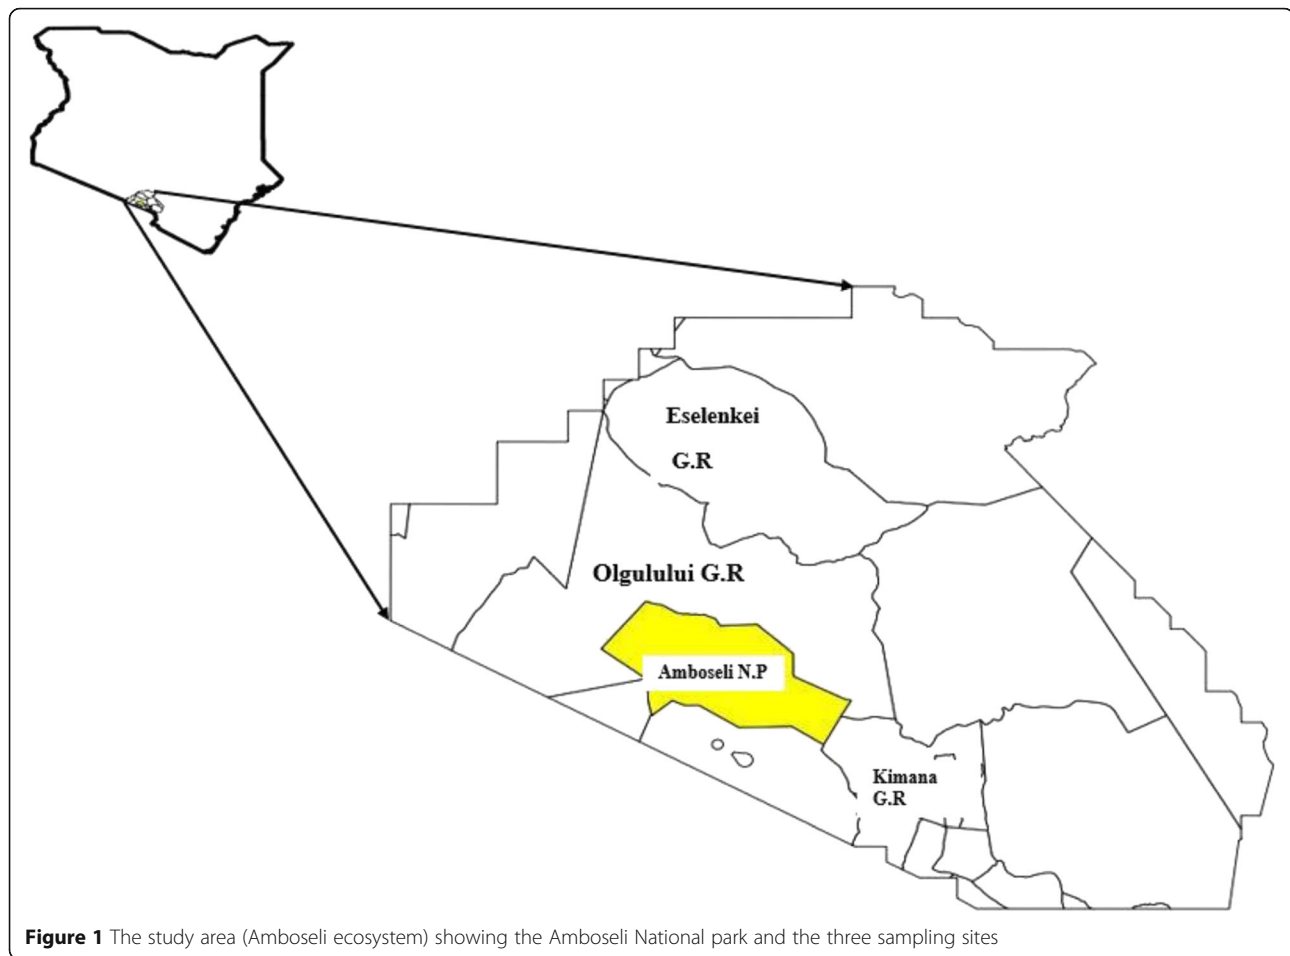 Eselenkei
G.R
Olgulului G.R
Amboseli N.P
Kimana
G.R
Figure 1 The study area (Amboseli ecosystem) showing the Amboseli National park and the three sampling sites